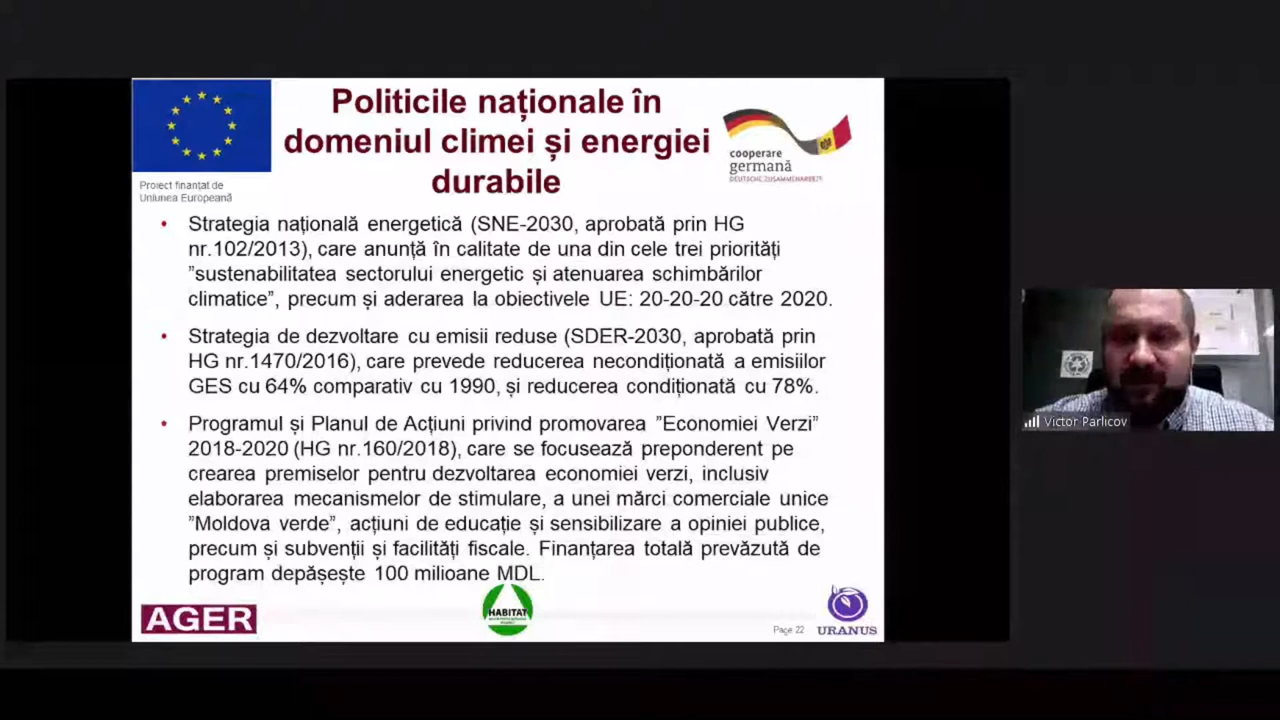 Politicile naționale în
domeniul climei și energiei
durabile
Proiect finanțat de
Uniunea Europeană
cooperare
germană
DEUTSCHE ZUSAMMENARBEIT
• Strategia națională energetică (SNE-2030, aprobată prin HG
nr.102/2013), care anunță în calitate de una din cele trei priorități
”sustenabilitatea sectorului energetic și atenuarea schimbărilor
climatice”, precum și aderarea la obiectivele UE: 20-20-20 către 2020.
• Strategia de dezvoltare cu emisii reduse (SDER-2030, aprobată prin
HG nr.1470/2016), care prevede reducerea necondiționată a emisiilor
GES cu 64% comparativ cu 1990, și reducerea condiționată cu 78%.
• Programul și Planul de Acțiuni privind promovarea ”Economiei Verzi”
2018-2020 (HG nr.160/2018), care se focusează preponderent pe
crearea premiselor pentru dezvoltarea economiei verzi, inclusiv
elaborarea mecanismelor de stimulare, a unei mărci comerciale unice
”Moldova verde”, acțiuni de educație și sensibilizare a opiniei publice,
precum și subvenții și facilități fiscale. Finanțarea totală prevăzută de
program depășește 100 milioane MDL.
AGER
HABITAT
Page 22
URANUS
Victor Parlicov